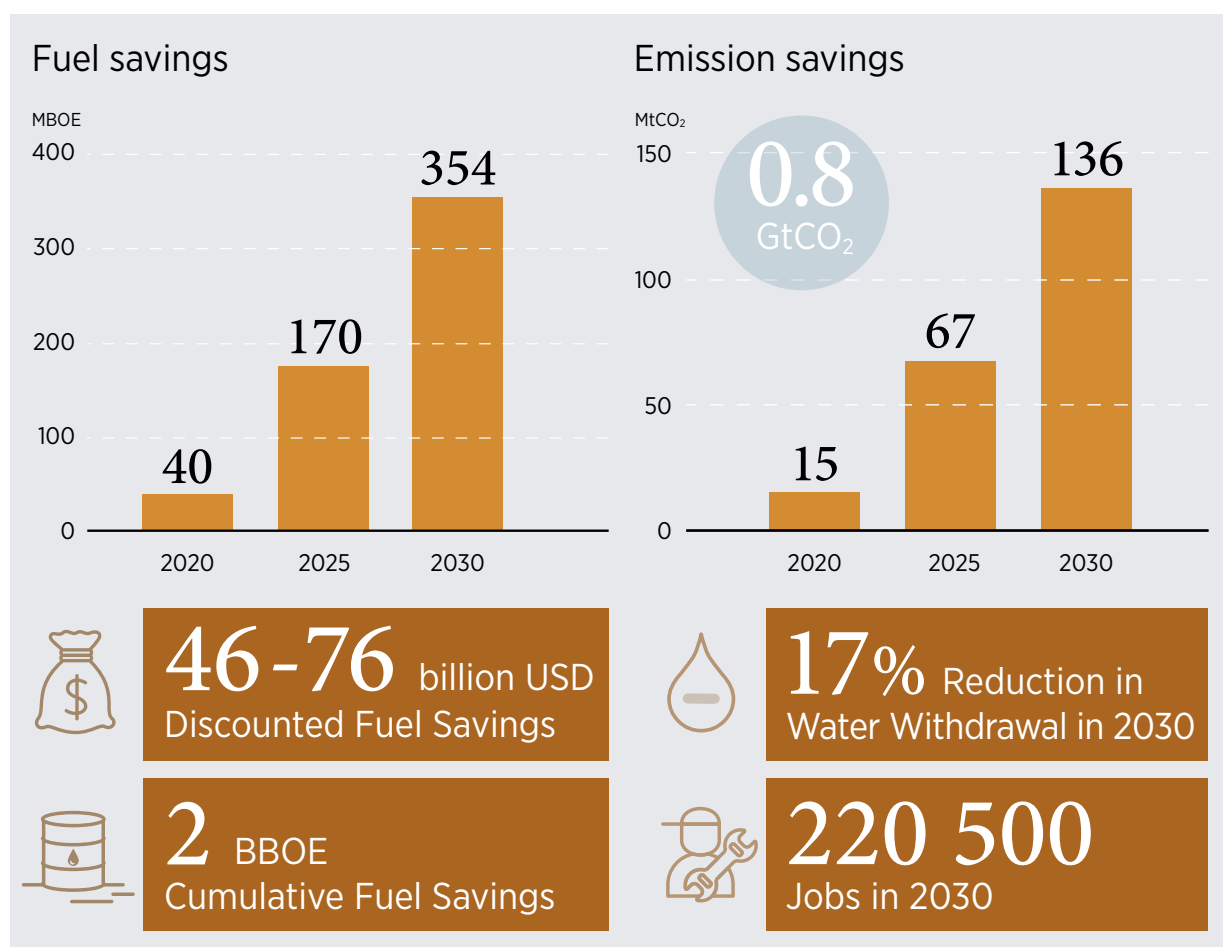 Fuel savings
MBOE
400
300
200
100
0
354
170
40
2020 2025 2030
Emission savings
MtCO₂
150
100
50
0
0.8
GtCO₂
136
67
15
2020 2025 2030
$
46-76 billion USD
Discounted Fuel Savings
17% Reduction in
Water Withdrawal in 2030
2 BBOE
Cumulative Fuel Savings
220 500
Jobs in 2030